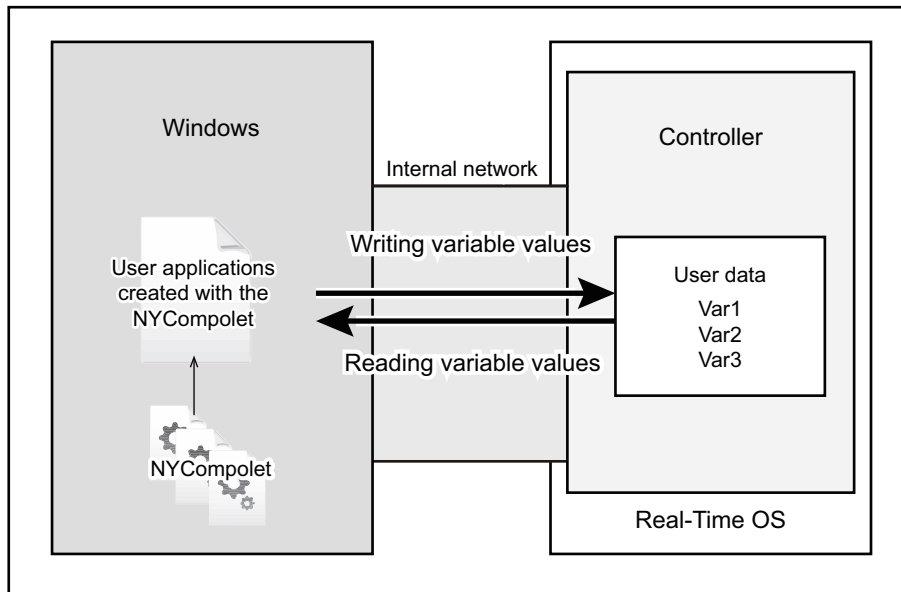 Windows
Controller
Internal network
Writing variable values
User applications
created with the
NYCompolet
User data
Var1
Var2
Var3
Reading variable values
NYCompolet
Real-Time OS